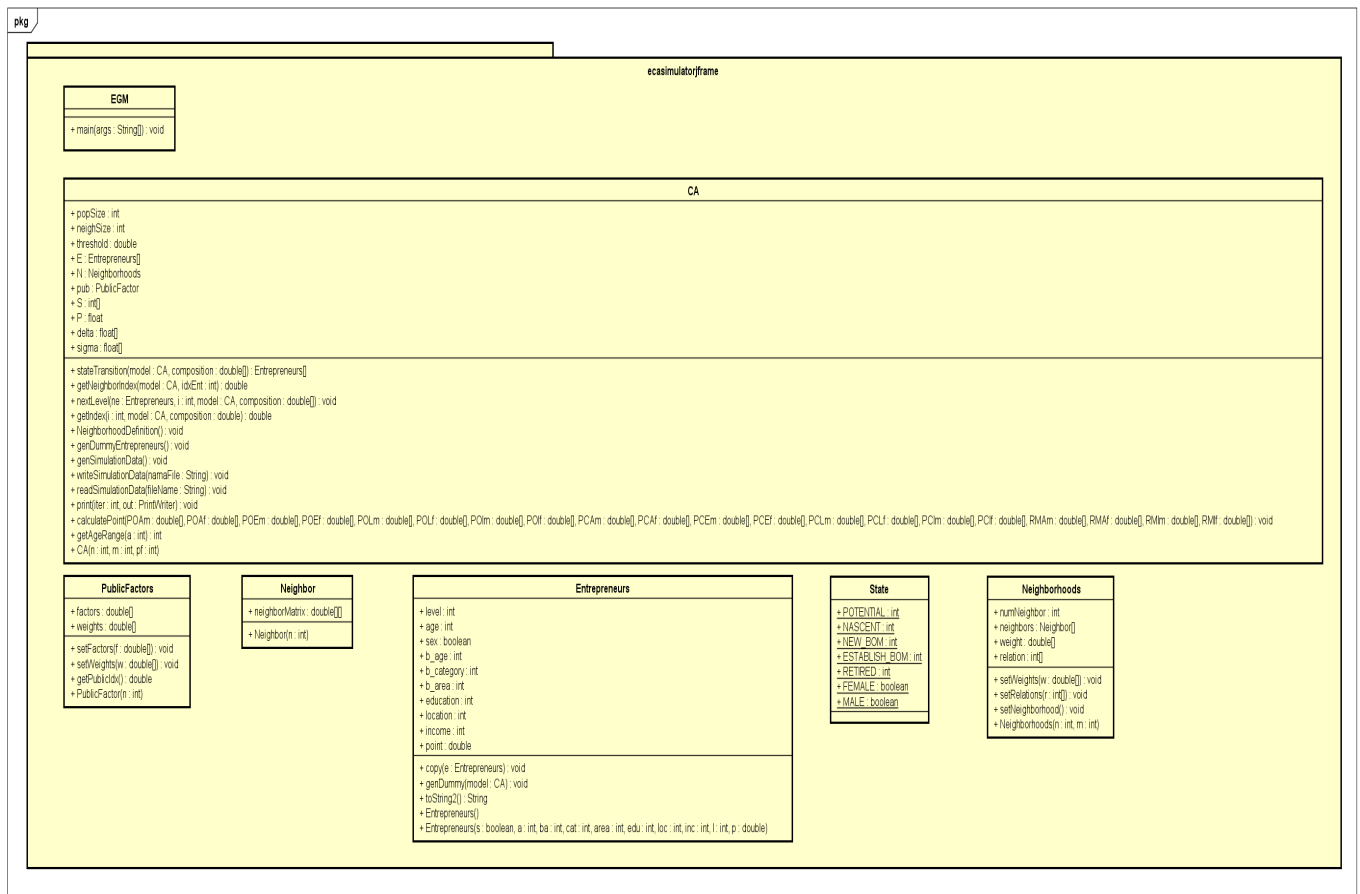 pkg
ecasimulatorjframe
EGM
+ main(args : String[]) : void
CA
+ popSize : int
+ neighSize : int
+ threshold : double
+ E : Entrepreneurs[]
+ N : Neighborhoods
+ pub : PublicFactor
+ S : int[]
+ P : float
+ delta : float[]
+ sigma : float[]
+ stateTransition(model : CA, composition : double[]) : Entrepreneurs[]
+ getNeighborIndex(model : CA, idxEnt : int) : double
+ nextLevel(ne : Entrepreneurs, i : int, model : CA, composition : double[]) : void
+ getIndex(i : int, model : CA, composition : double) : double
+ NeighborhoodDefinition() : void
+ genDummyEntrepreneurs() : void
+ genSimulationData() : void
+ writeSimulationData(namaFile : String) : void
+ readSimulationData(fileName : String) : void
+ print(iter : int, out : PrintWriter) : void
+ calculatePoint(POAm : double[], POAf : double[], POEm : double[], POEf : double[], POLm : double[], POLf : double[], POIm : double[], POIf : double[], PCAm : double[], PCAf : double[], PCEm : double[], PCEf : double[], PCLm : double[], PCLf : double[], PCIm : double[], PCIf : double[], RMAm : double[], RMAf : double[], RMIm : double[], RMIf : double[]) : void
+ getAgeRange(a : int) : int
+ CA(n : int, m : int, pf : int)
PublicFactors
+ factors : double[]
+ weights : double[]
+ setFactors(f : double[]) : void
+ setWeights(w : double[]) : void
+ getPublicIdx() : double
+ PublicFactor(n : int)
Neighbor
+ neighborMatrix : double[][]
+ Neighbor(n : int)
Entrepreneurs
+ level : int
+ age : int
+ sex : boolean
+ b_age : int
+ b_category : int
+ b_area : int
+ education : int
+ location : int
+ income : int
+ point : double
+ copy(e : Entrepreneurs) : void
+ genDummy(model : CA) : void
+ toString2() : String
+ Entrepreneurs()
+ Entrepreneurs(s : boolean, a : int, ba : int, cat : int, area : int, edu : int, loc : int, inc : int, l : int, p : double)
State
+ POTENTIAL : int
+ NASCENT : int
+ NEW_BOM : int
+ ESTABLISH_BOM : int
+ RETIRED : int
+ FEMALE : boolean
+ MALE : boolean
Neighborhoods
+ numNeighbor : int
+ neighbors : Neighbor[]
+ weight : double[]
+ relation : int[]
+ setWeights(w : double[]) : void
+ setRelations(r : int[]) : void
+ setNeighborhood() : void
+ Neighborhoods(n : int, m : int)